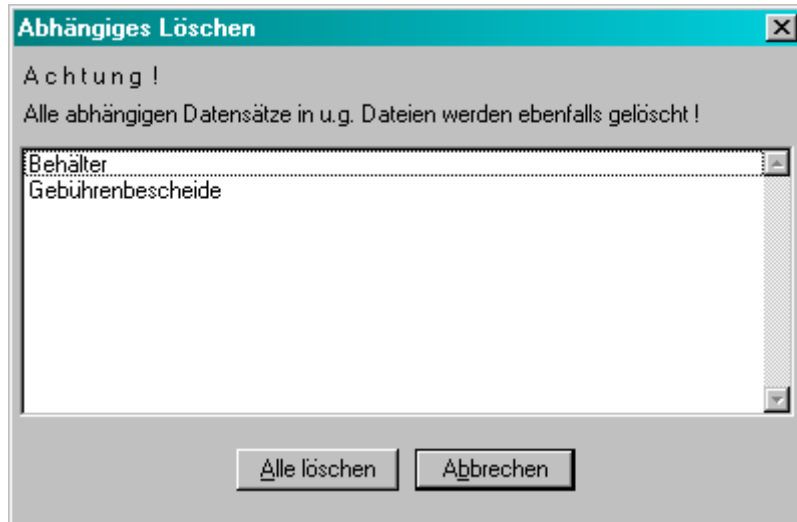 Abhängiges Löschen
A c h t u n g !
Alle abhängigen Datensätze in u.g. Dateien werden ebenfalls gelöscht !
Behälter
Gebührenbescheide
Alle löschen
Abbrechen